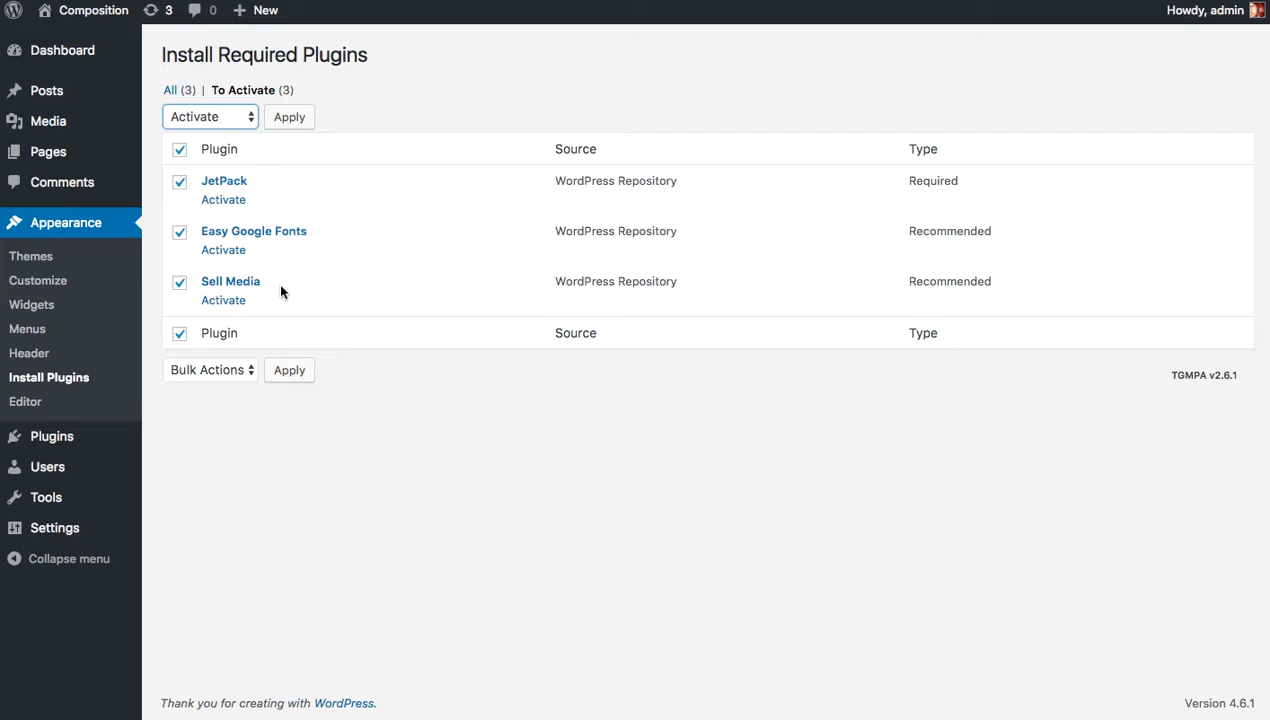 Composition 3 0 New Howdy, admin
Dashboard
Posts
Media
Pages
Comments
Appearance
Themes
Customize
Widgets
Menus
Header
Install Plugins
Editor
Plugins
Users
Tools
Settings
Collapse menu
Install Required Plugins
All (3) | To Activate (3)
Activate Apply
Plugin Source Type
JetPack WordPress Repository Required
Activate
Easy Google Fonts WordPress Repository Recommended
Activate
Sell Media WordPress Repository Recommended
Activate
Plugin Source Type
Bulk Actions Apply
TGMPA v2.6.1
Thank you for creating with WordPress. Version 4.6.1